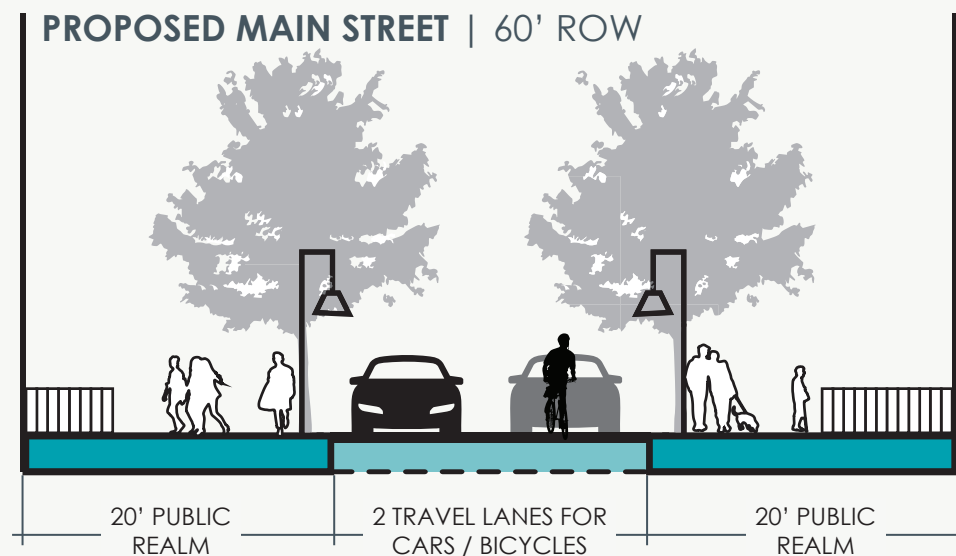 PROPOSED MAIN STREET | 60’ ROW
20’ PUBLIC
REALM
2 TRAVEL LANES FOR
CARS / BICYCLES
20’ PUBLIC
REALM